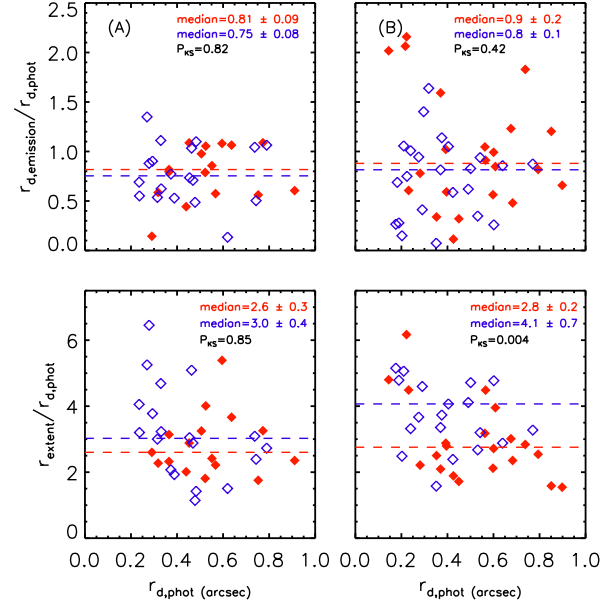 (A)
median=0.81 ± 0.09
median=0.75 ± 0.08
P_KS=0.82
(B)
median=0.9 ± 0.2
median=0.8 ± 0.1
P_KS=0.42
r_d,emission/r_d,phot
2.5
2.0
1.5
1.0
0.5
0.0
median=2.6 ± 0.3
median=3.0 ± 0.4
P_KS=0.85
median=2.8 ± 0.2
median=4.1 ± 0.7
P_KS=0.004
r_extent/r_d,phot
6
4
2
0
0.0 0.2 0.4 0.6 0.8 0.0 0.2 0.4 0.6 0.8 1.0
r_d,phot (arcsec) r_d,phot (arcsec)